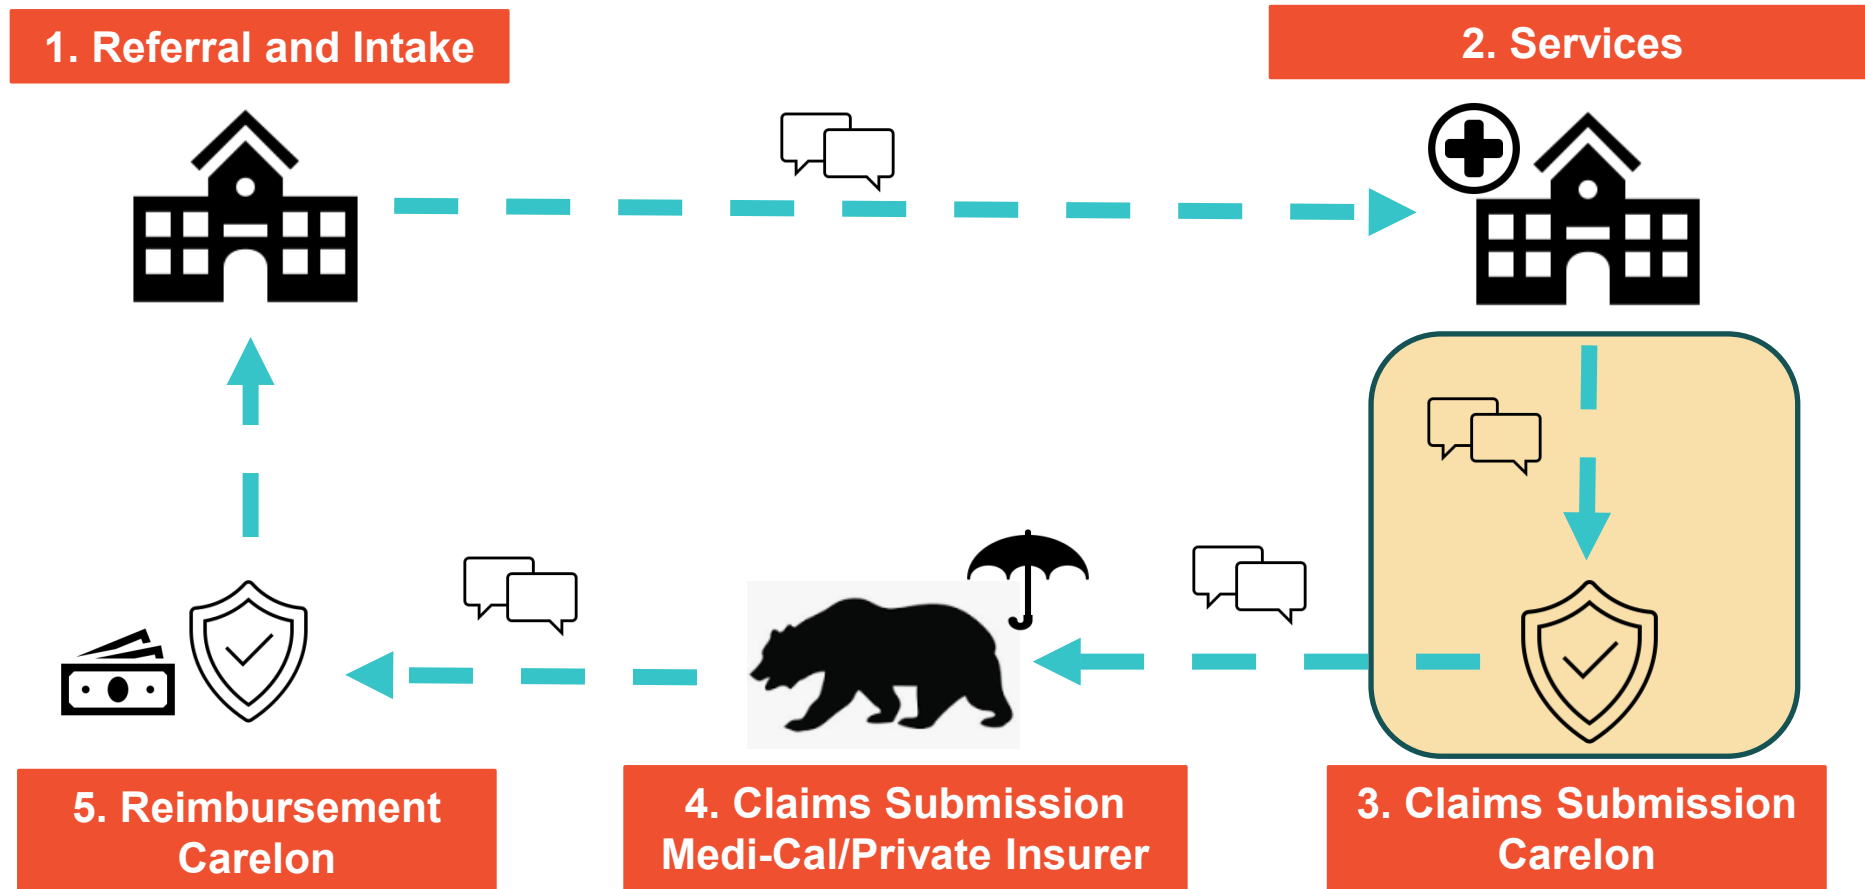 1. Referral and Intake
2. Services
5. Reimbursement
Carelon
4. Claims Submission
Medi-Cal/Private Insurer
3. Claims Submission
Carelon